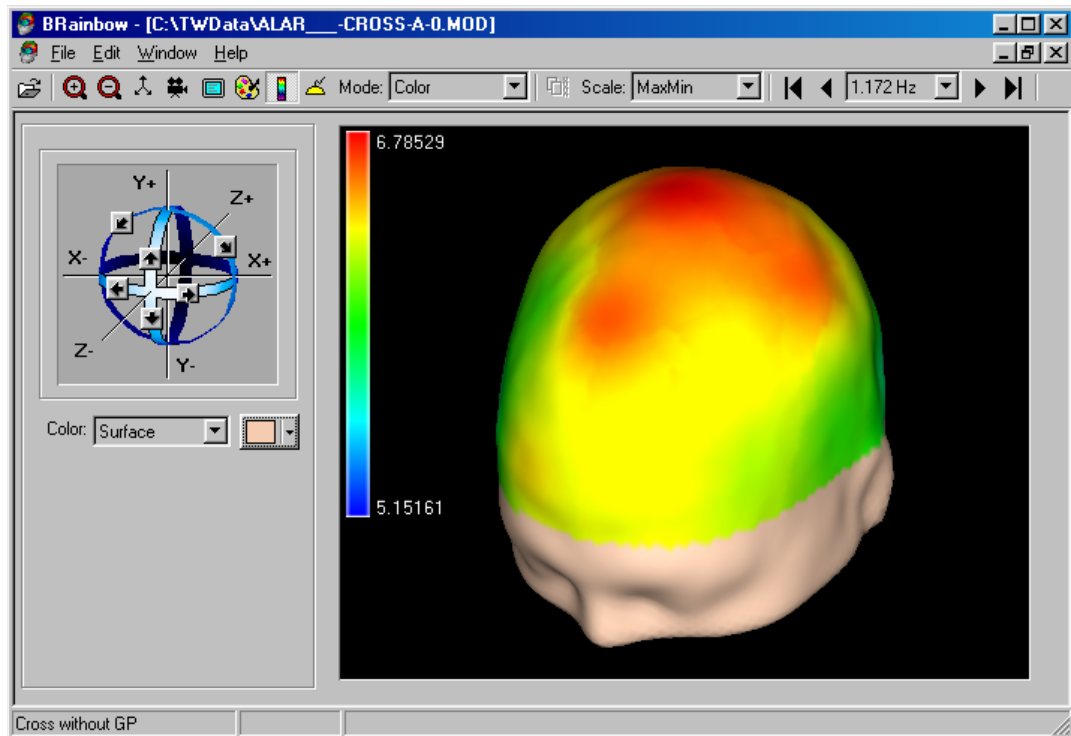 BRainbow - [C:\TWData\ALAR___-CROSS-A-0.MOD]
File Edit Window Help
Mode: Color Scale: MaxMin 1.172 Hz
6.78529
Y+
Z+
X-
X+
Z-
Y-
Color: Surface
5.15161
Cross without GP